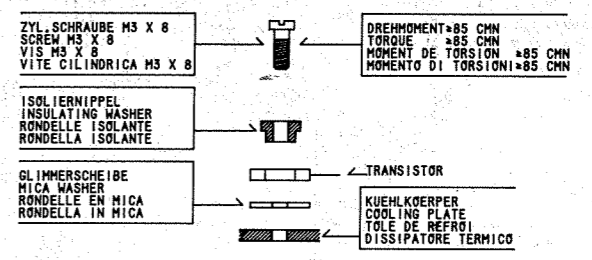 ZYL.SCHRAUBE M3 X 8
SCREW M3 X 8
VIS M3 X 8
VITE CILINDRICA M3 X 8
DREHMOMENT≥85 CMN
TORQUE ≥85 CMN
MOMENT DE TORSION ≥85 CMN
MOMENTO DI TORSIONI≥85 CMN
ISOLIERNIPPEL
INSULATING WASHER
RONDELLE ISOLANTE
RONDELLA ISOLANTE
TRANSISTOR
GLIMMERSCHEIBE
MICA WASHER
RONDELLE EN MICA
RONDELLA IN MICA
KUEHLKOERPER
COOLING PLATE
TOLE DE REFROI
DISSIPATORE TERMICO